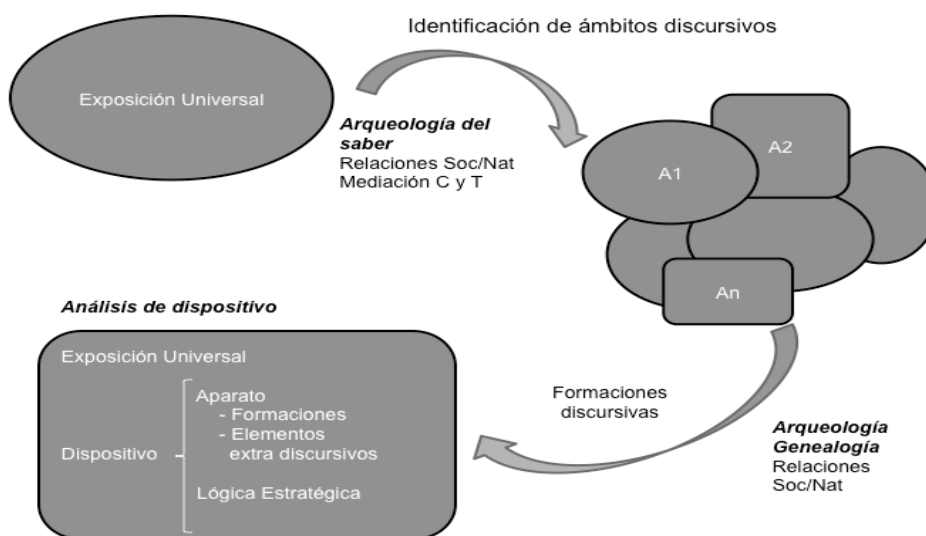 Identificación de ámbitos discursivos
Exposición Universal
Arqueología del
saber
Relaciones Soc/Nat
Mediación C y T
A1
A2
An
Análisis de dispositivo
Exposición Universal
Aparato
- Formaciones
- Elementos
extra discursivos
Dispositivo
Lógica Estratégica
Formaciones
discursivas
Arqueología
Genealogía
Relaciones
Soc/Nat